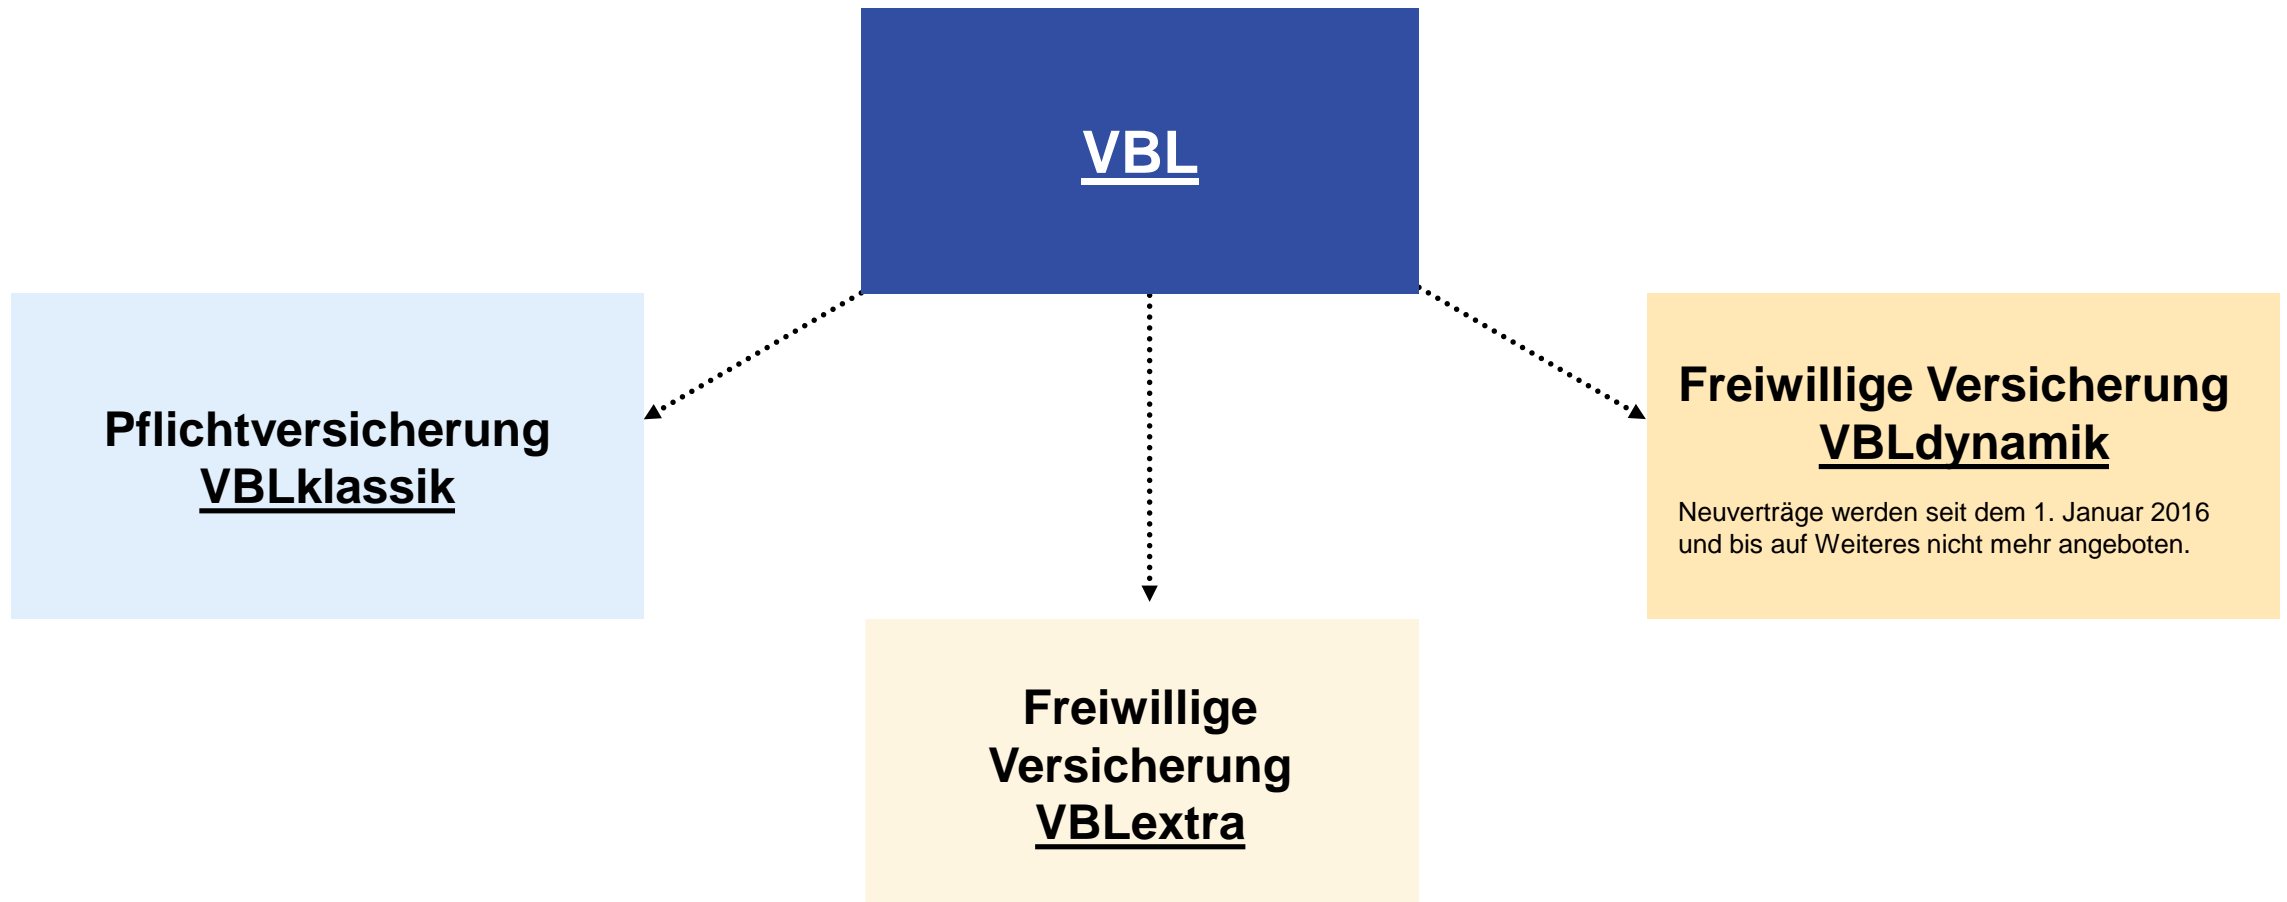 VBL
Pflichtversicherung
VBLklassik
Freiwillige Versicherung
VBLdynamik
Neuverträge werden seit dem 1. Januar 2016
und bis auf Weiteres nicht mehr angeboten.
Freiwillige
Versicherung
VBLextra